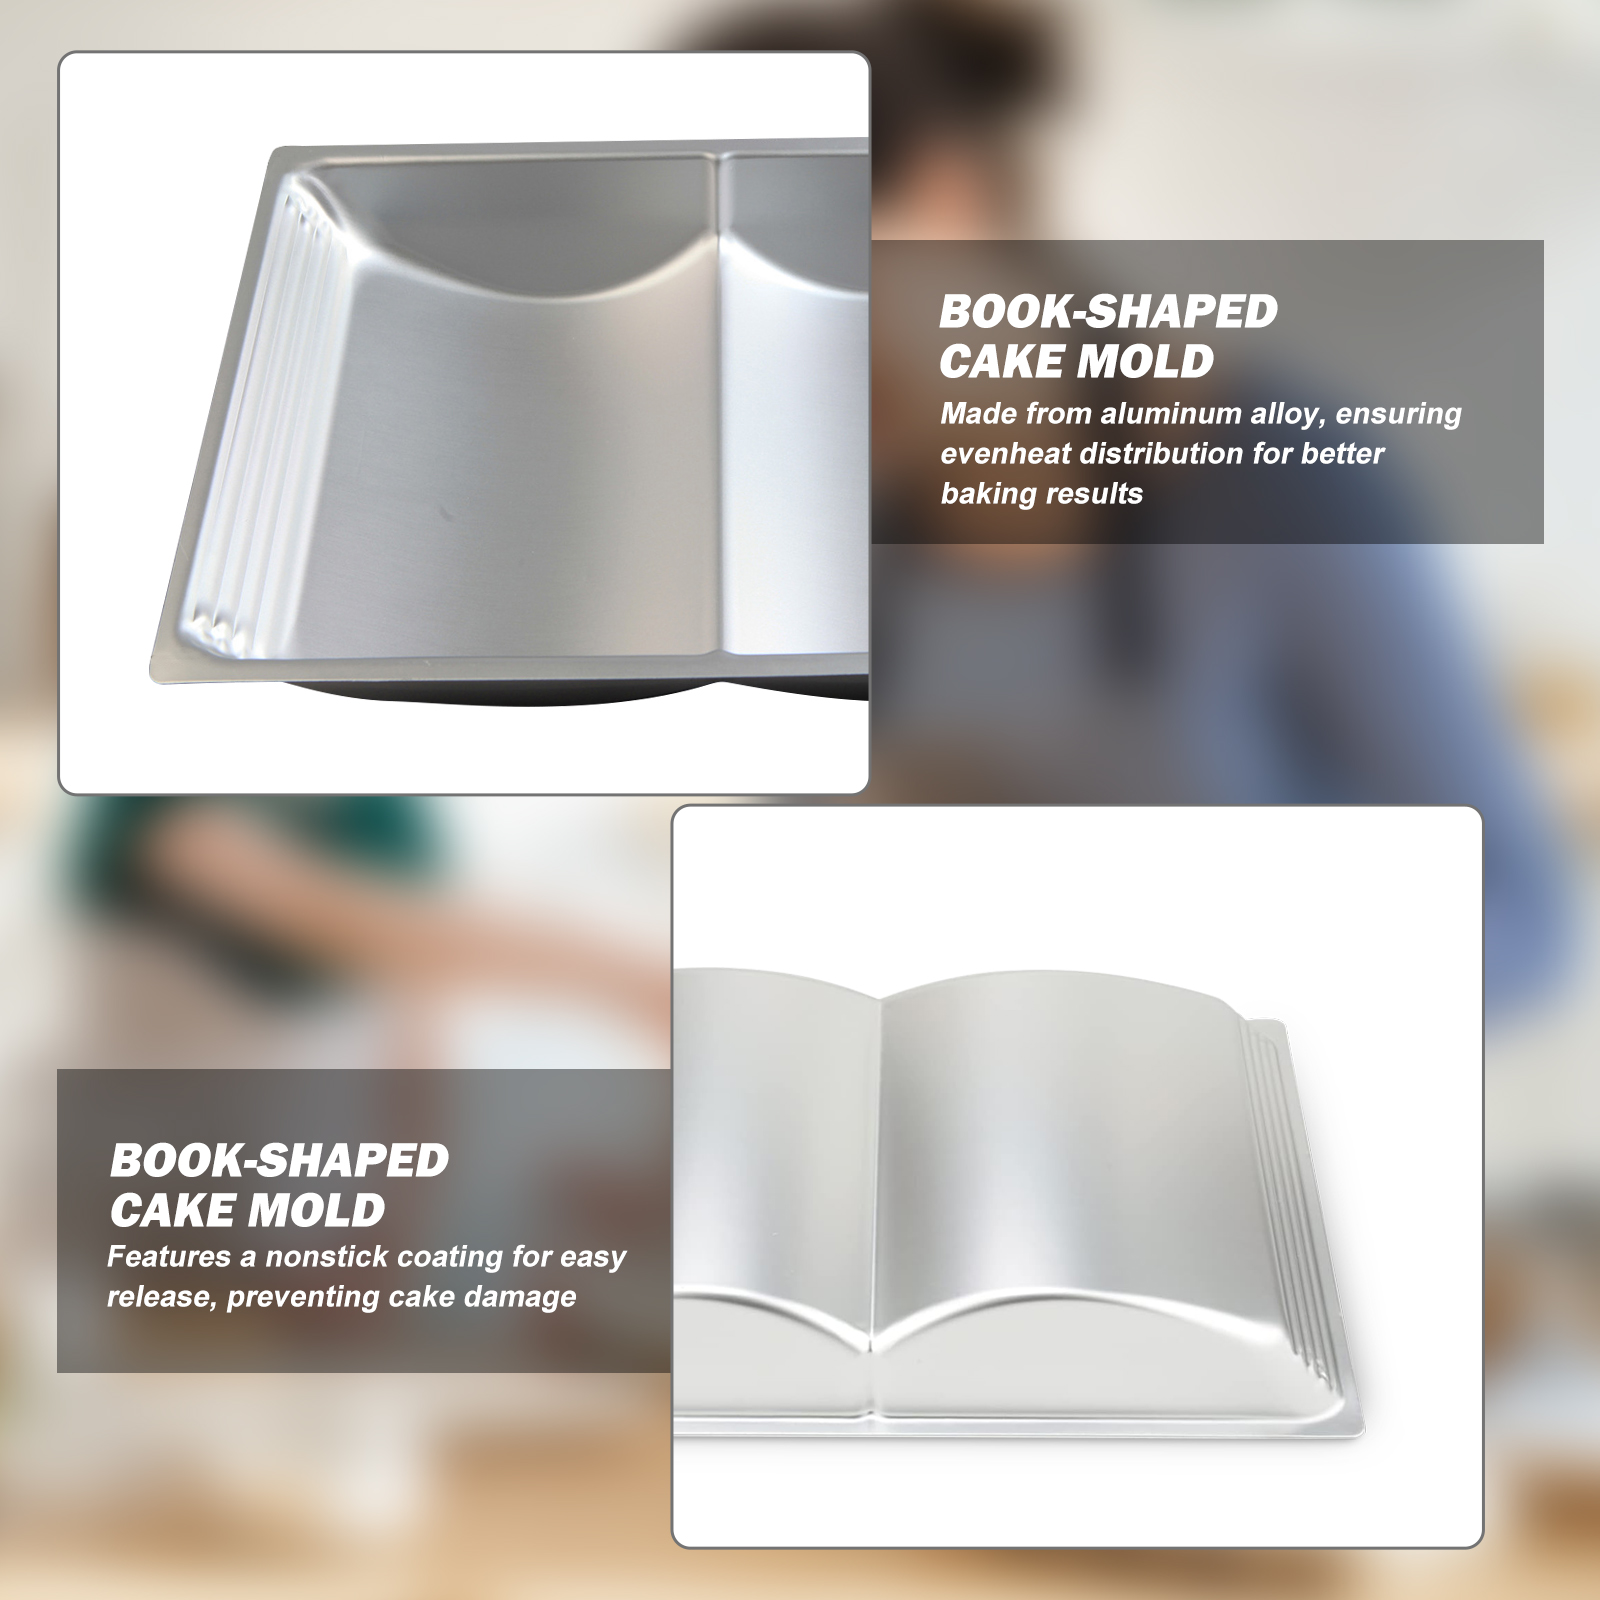 BOOK-SHAPED
CAKE MOLD
Made from aluminum alloy, ensuring
evenheat distribution for better
baking results
BOOK-SHAPED
CAKE MOLD
Features a nonstick coating for easy
release, preventing cake damage